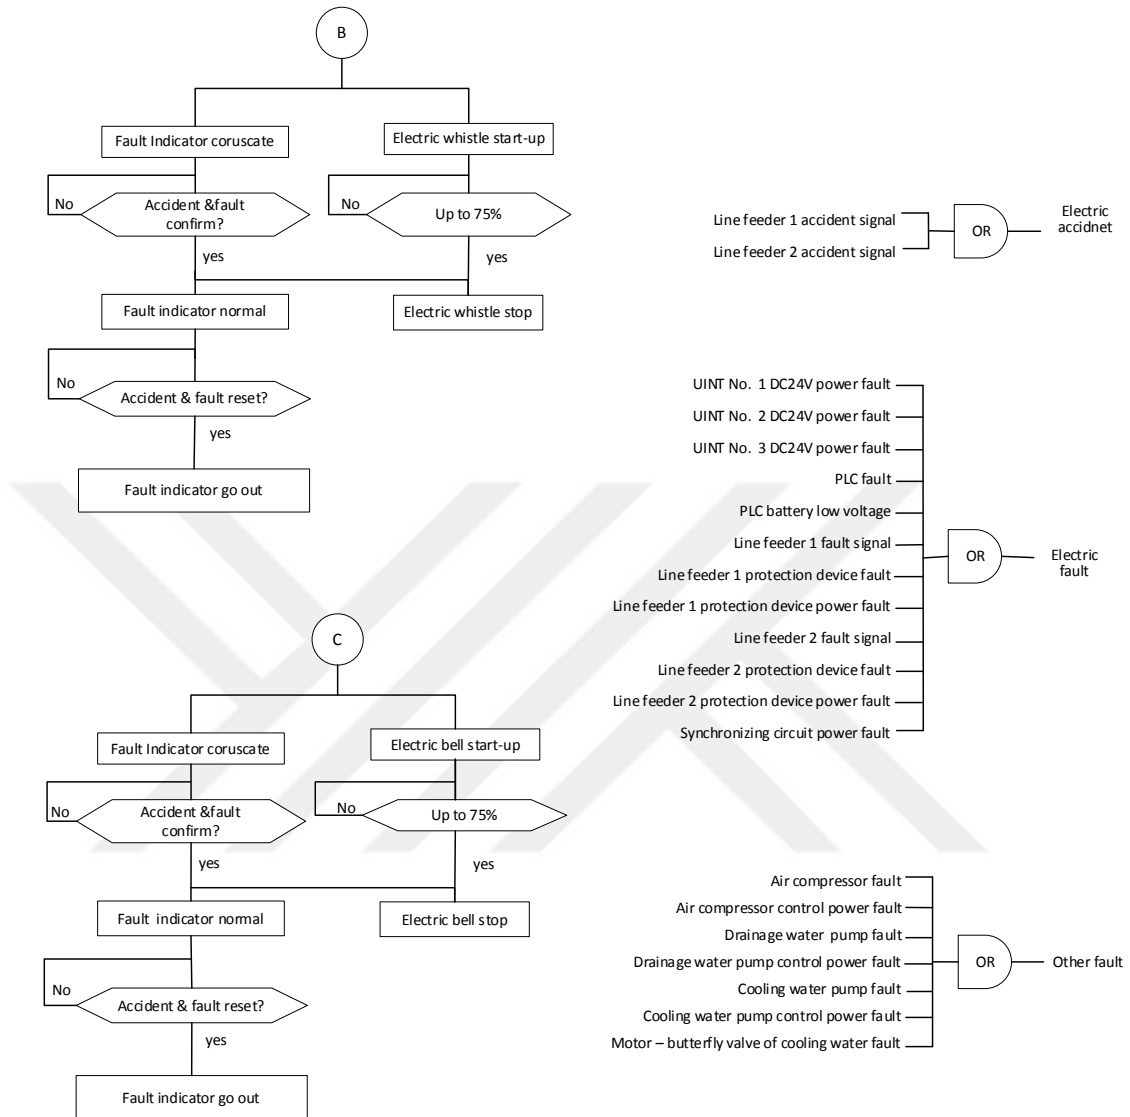 B
Fault Indicator coruscate
Electric whistle start-up
No
Accident &fault
confirm?
No
Up to 75%
yes
yes
Fault indicator normal
Electric whistle stop
No
Accident & fault reset?
yes
Fault indicator go out
C
Fault Indicator coruscate
Electric bell start-up
No
Accident &fault
confirm?
No
Up to 75%
yes
yes
Fault  indicator normal
Electric bell stop
No
Accident & fault reset?
yes
Fault indicator go out
Line feeder 1 accident signal
Line feeder 2 accident signal
OR
Electric
accidnet
UINT No.  1 DC24V power fault
UINT No.  2 DC24V power fault
UINT No.  3 DC24V power fault
PLC fault
PLC battery low voltage
Line feeder 1 fault signal
Line feeder 1 protection device fault
Line feeder 1 protection device power fault
Line feeder 2 fault signal
Line feeder 2 protection device fault
Line feeder 2 protection device power fault
Synchronizing circuit power fault
OR
Electric
fault
Air compressor fault
Air compressor control power fault
Drainage water  pump fault
Drainage water pump control power fault
Cooling water pump fault
Cooling water pump control power fault
Motor – butterfly valve of cooling water fault
OR
Other fault